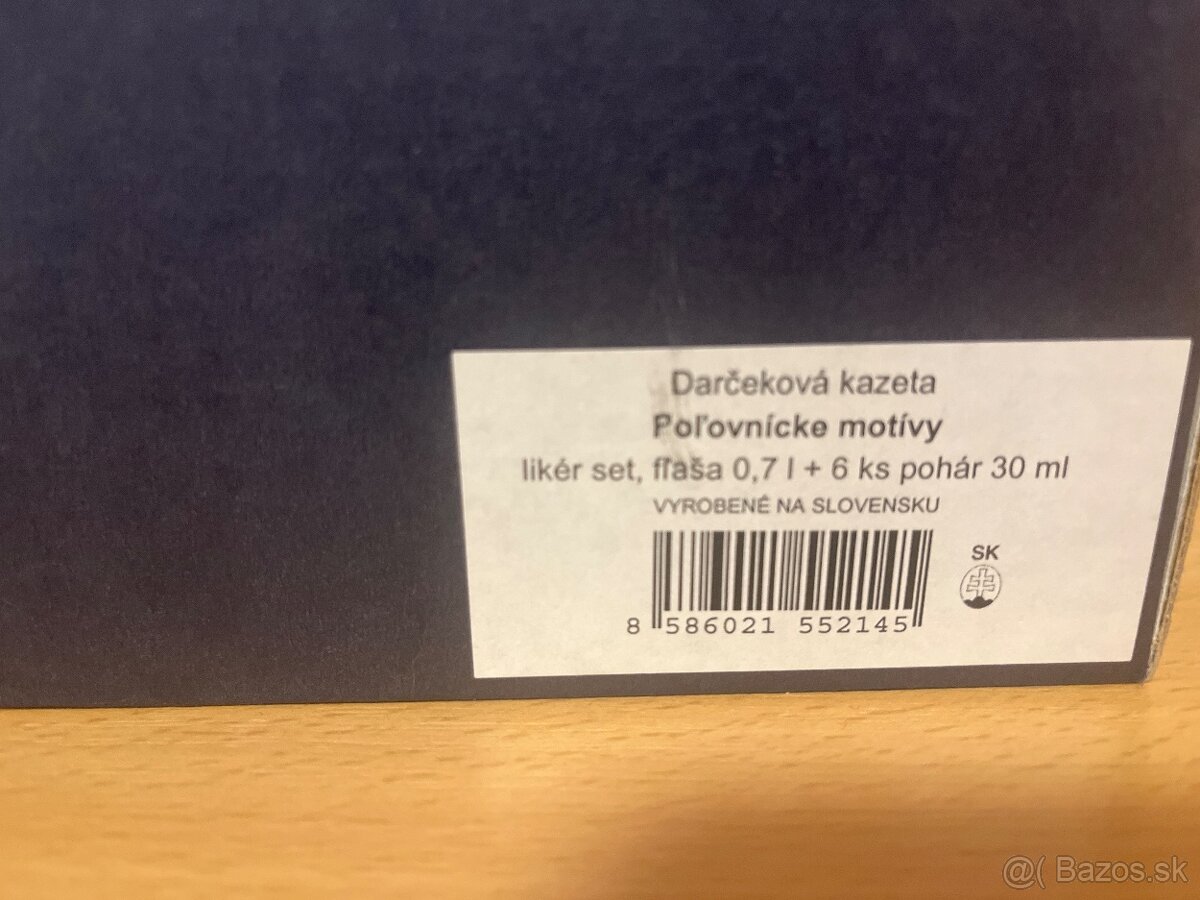 Darčeková kazeta
Poľovnícke motívy
likér set, fľaša 0,7 l + 6 ks pohár 30 ml
VYROBENÉ NA SLOVENSKU
SK
8 586021 552145
@( Bazos.sk